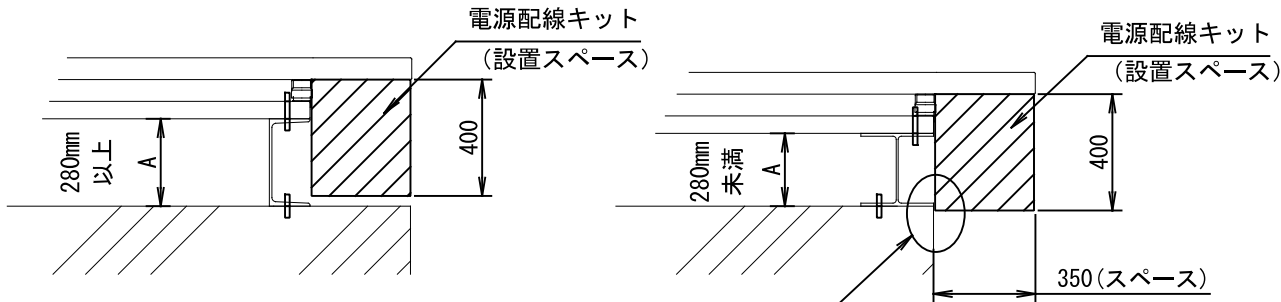 電源配線キット
(設置スペース)
280mm
以上
A
400
電源配線キット
(設置スペース)
280mm
未満
A
400
350(スペース)